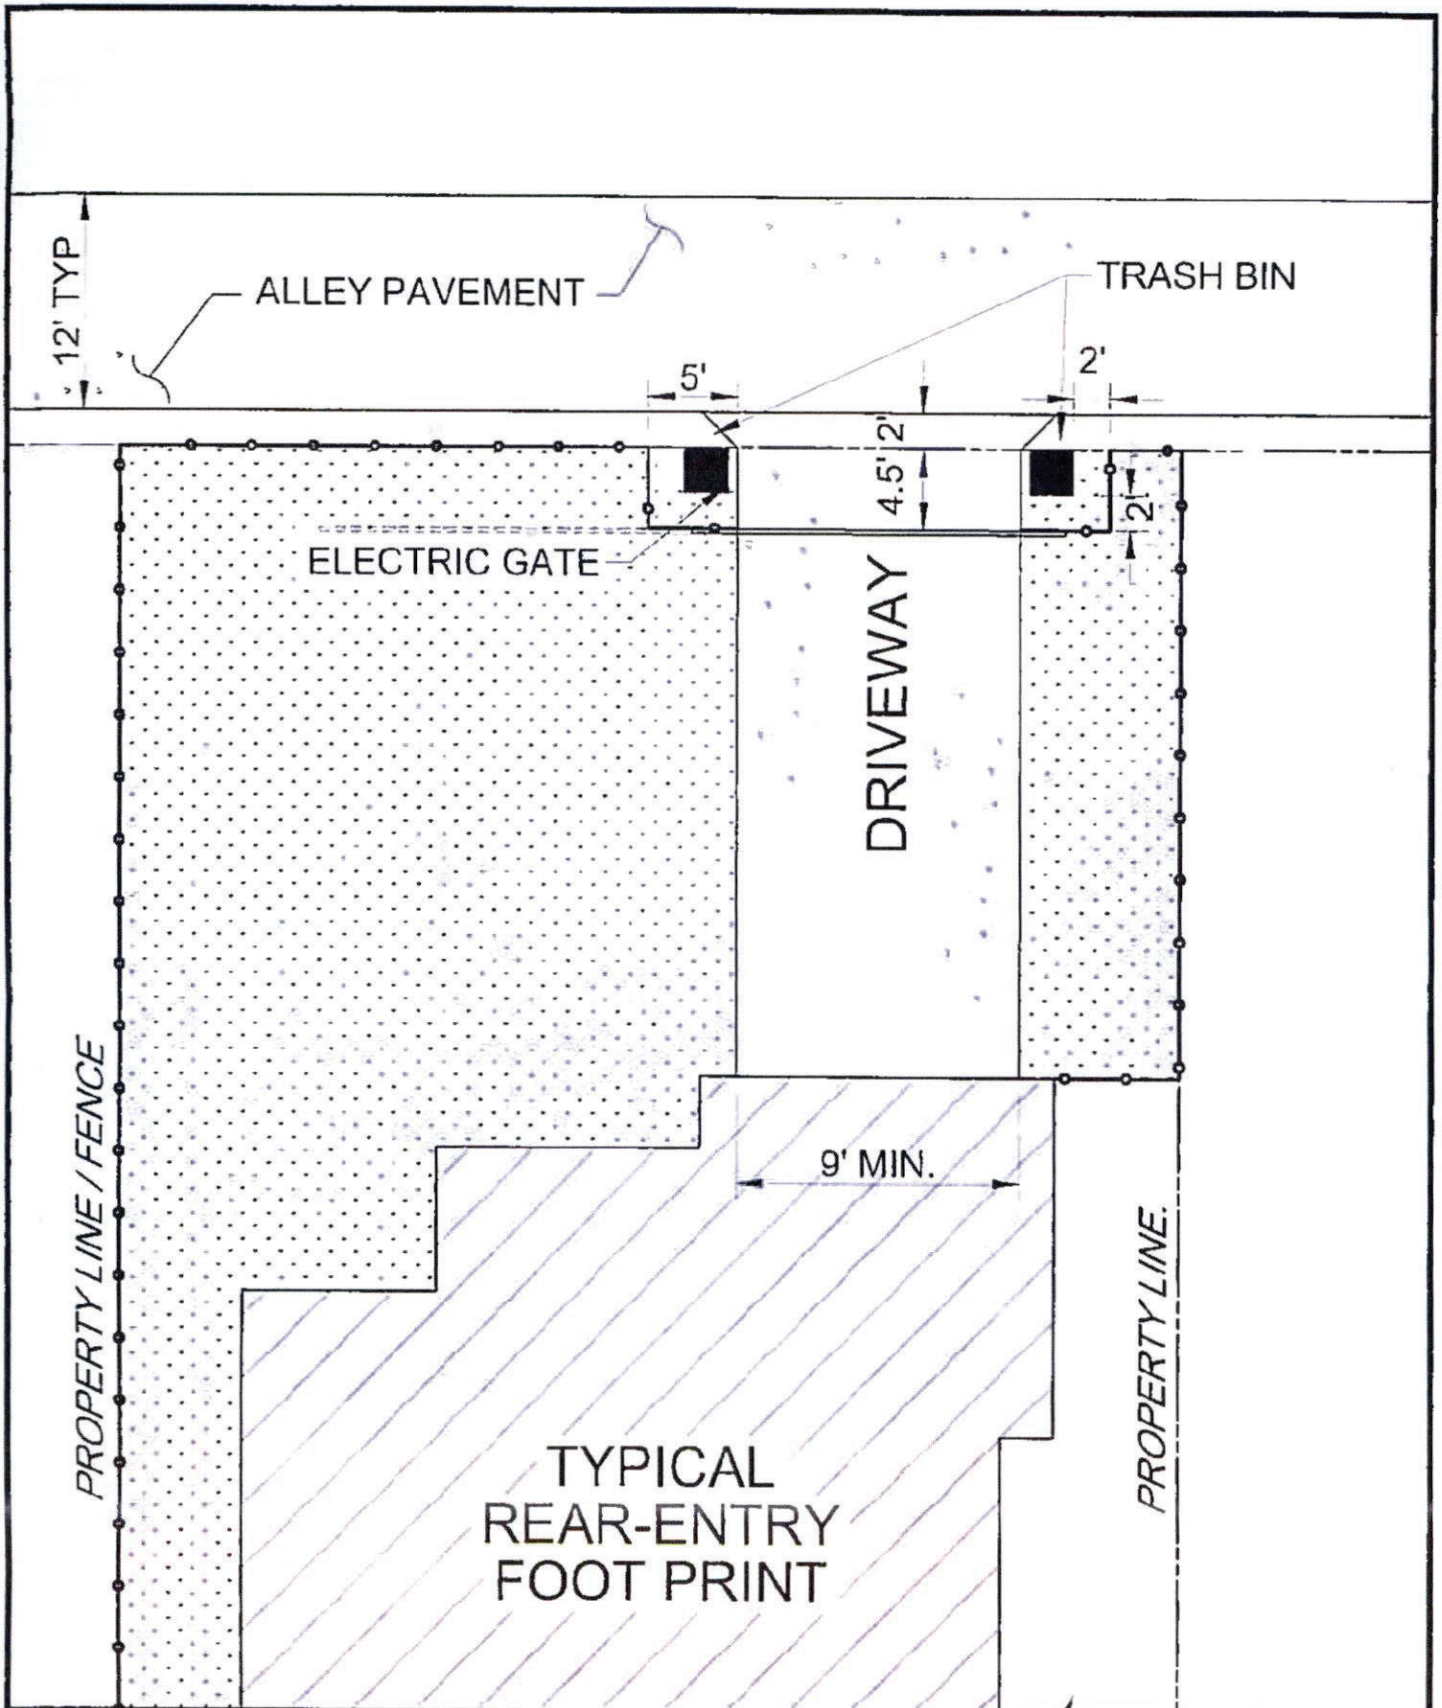 12' TYP
ALLEY PAVEMENT
TRASH BIN
5'
2'
2'
4.5'
2'
ELECTRIC GATE
DRIVEWAY
9' MIN.
PROPERTY LINE / FENCE
PROPERTY LINE.
TYPICAL
REAR-ENTRY
FOOT PRINT